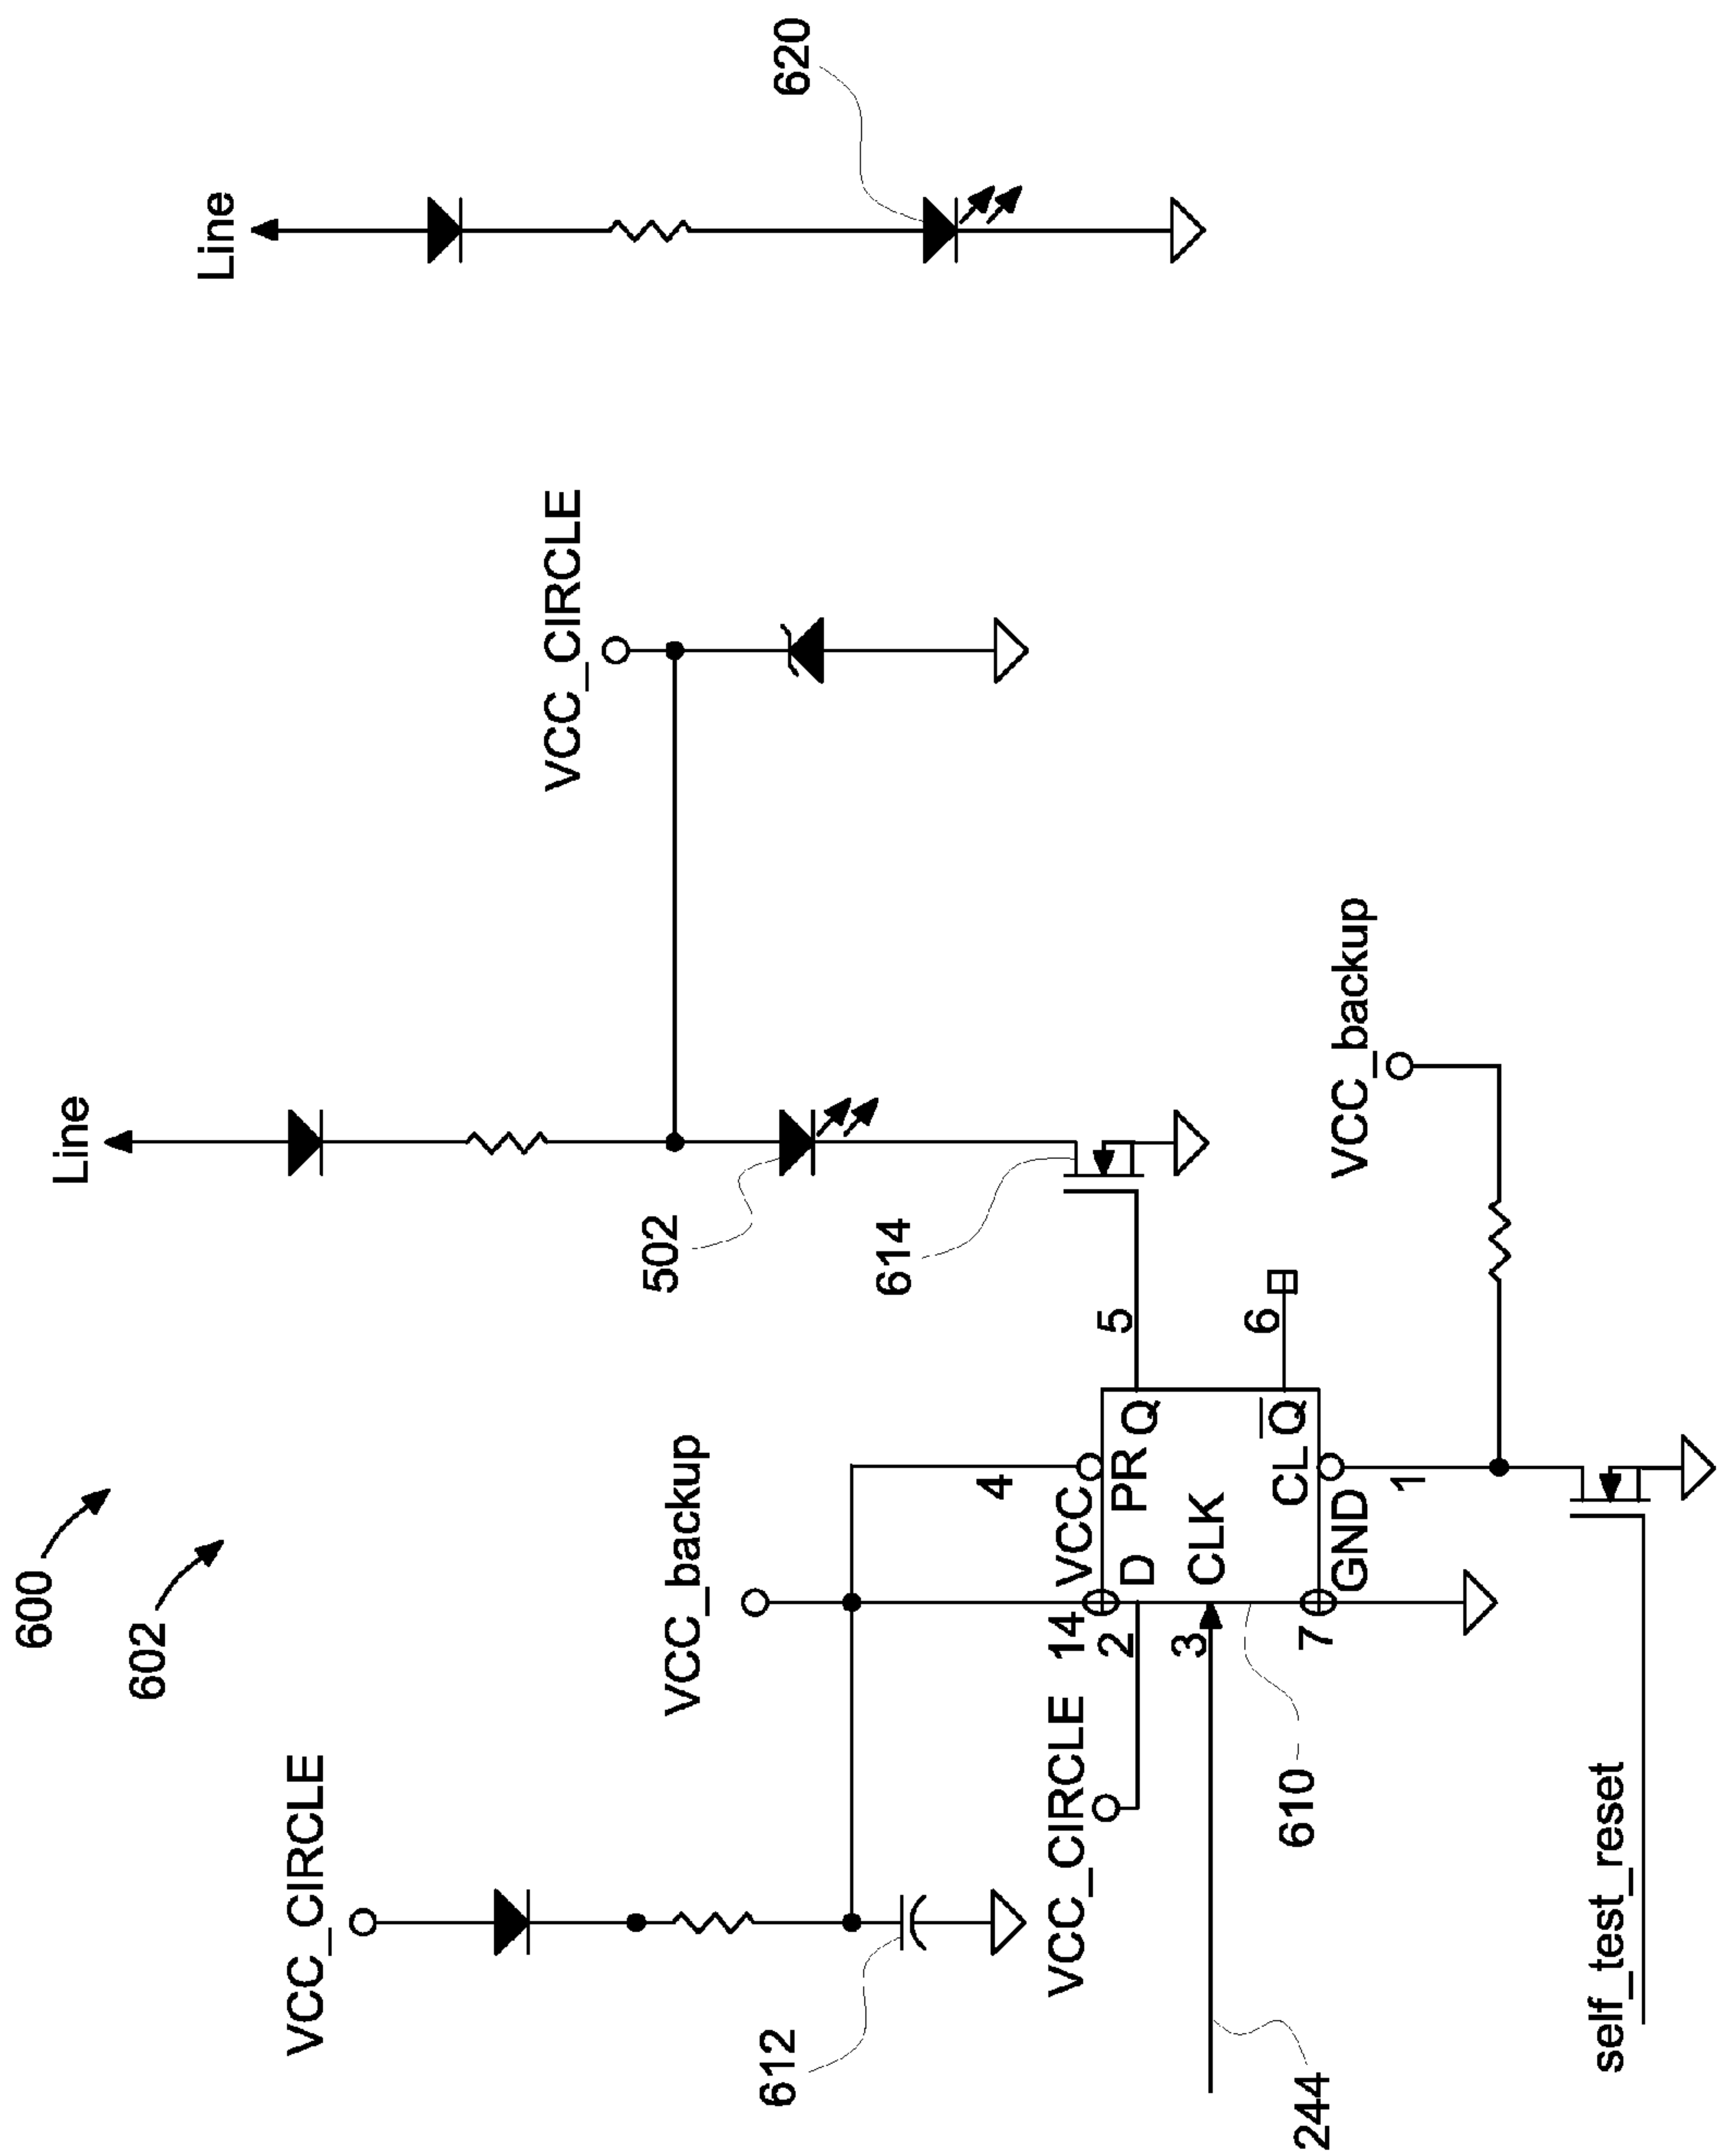 600
602
Line
Line
620
VCC_CIRCLE
VCC_CIRCLE
502
VCC_backup
612
614
VCC_backup
VCC_CIRCLE
14
VCC
4
2
D
PR
Q
5
3
CLK
6
Q
CL
7
GND
1
610
244
self_test_reset